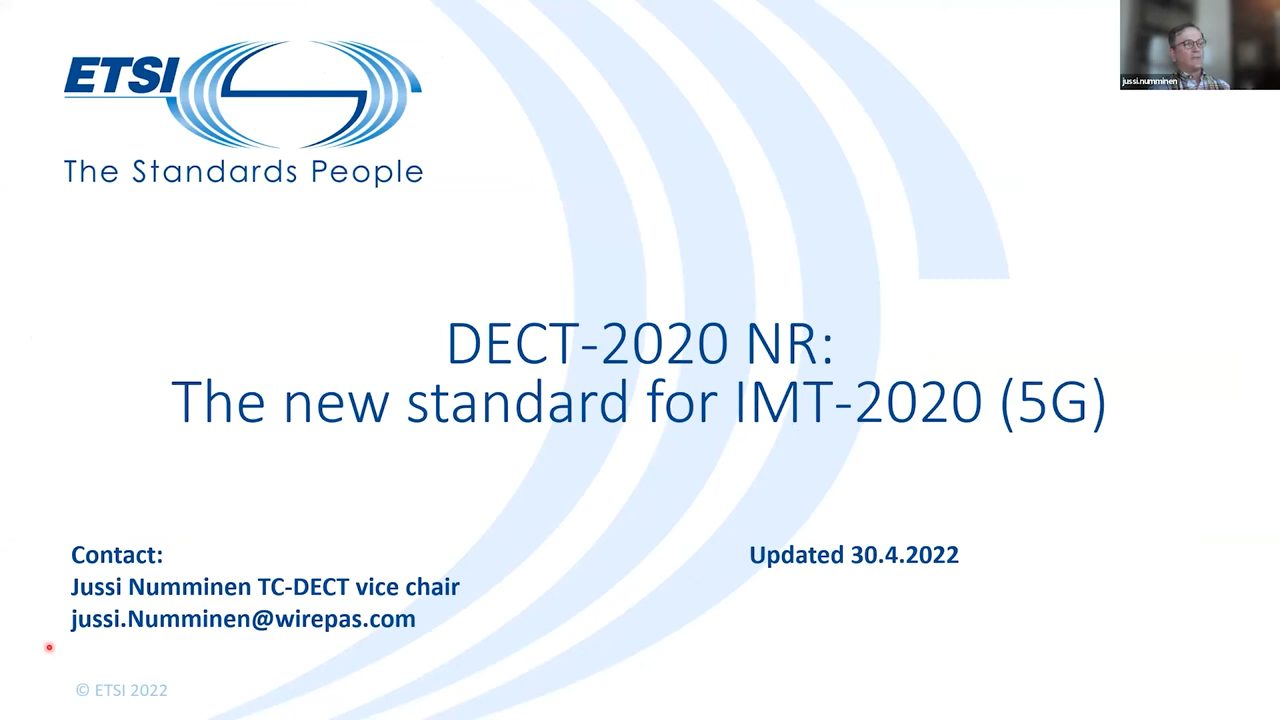 ETSI
The Standards People
jussi.numminen
DECT-2020 NR:
The new standard for IMT-2020 (5G)
Contact:
Updated 30.4.2022
Jussi Numminen TC-DECT vice chair
jussi.Numminen@wirepas.com
© ETSI 2022